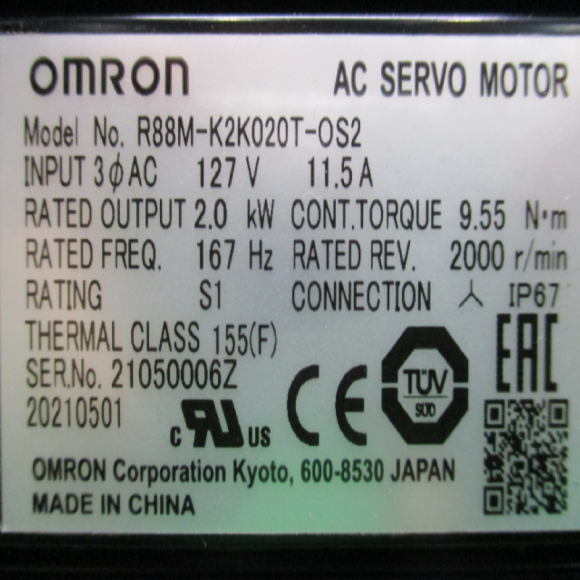 OMRON AC SERVO MOTOR
Model No. R88M-K2K020T-OS2
INPUT 3ϕAC 127 V 11.5 A
RATED OUTPUT 2.0 kW CONT.TORQUE 9.55 N·m
RATED FREQ. 167 Hz RATED REV. 2000 r/min
RATING S1 CONNECTION ⅄ IP67
THERMAL CLASS 155(F)
SER.No. 21050006Z
20210501
c RU US CE TÜV SÜD EAC
OMRON Corporation Kyoto, 600-8530 JAPAN
MADE IN CHINA